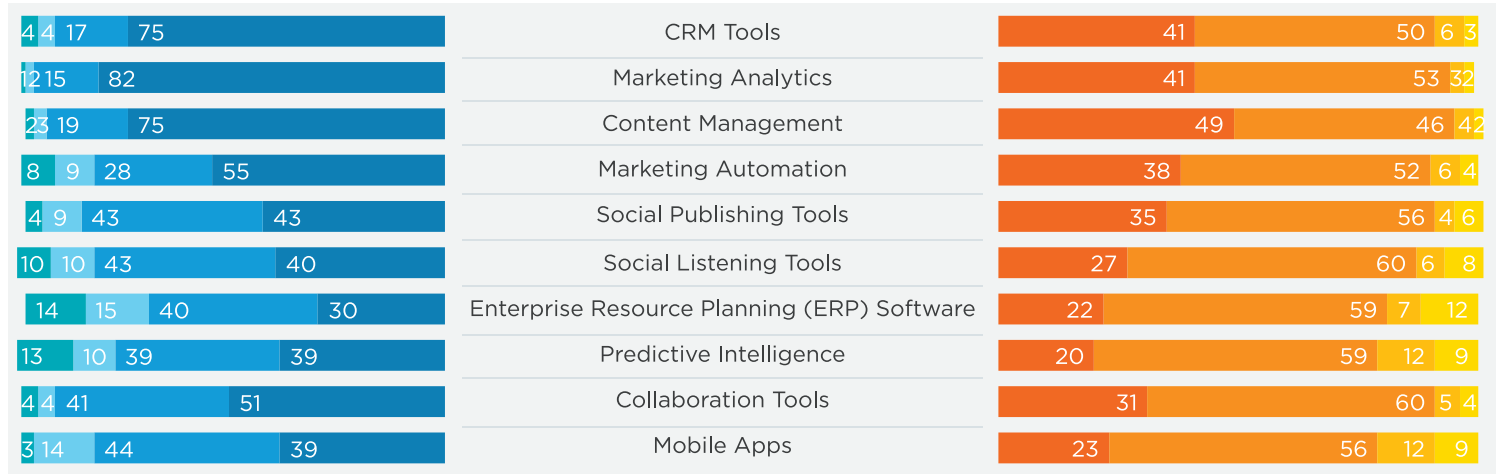 4 4 17 75 CRM Tools 41 50 6 3
1 2 15 82 Marketing Analytics 41 53 3 2
2 3 19 75 Content Management 49 46 4 2
8 9 28 55 Marketing Automation 38 52 6 4
4 9 43 43 Social Publishing Tools 35 56 4 6
10 10 43 40 Social Listening Tools 27 60 6 8
14 15 40 30 Enterprise Resource Planning (ERP) Software 22 59 7 12
13 10 39 39 Predictive Intelligence 20 59 12 9
4 4 41 51 Collaboration Tools 31 60 5 4
3 14 44 39 Mobile Apps 23 56 12 9